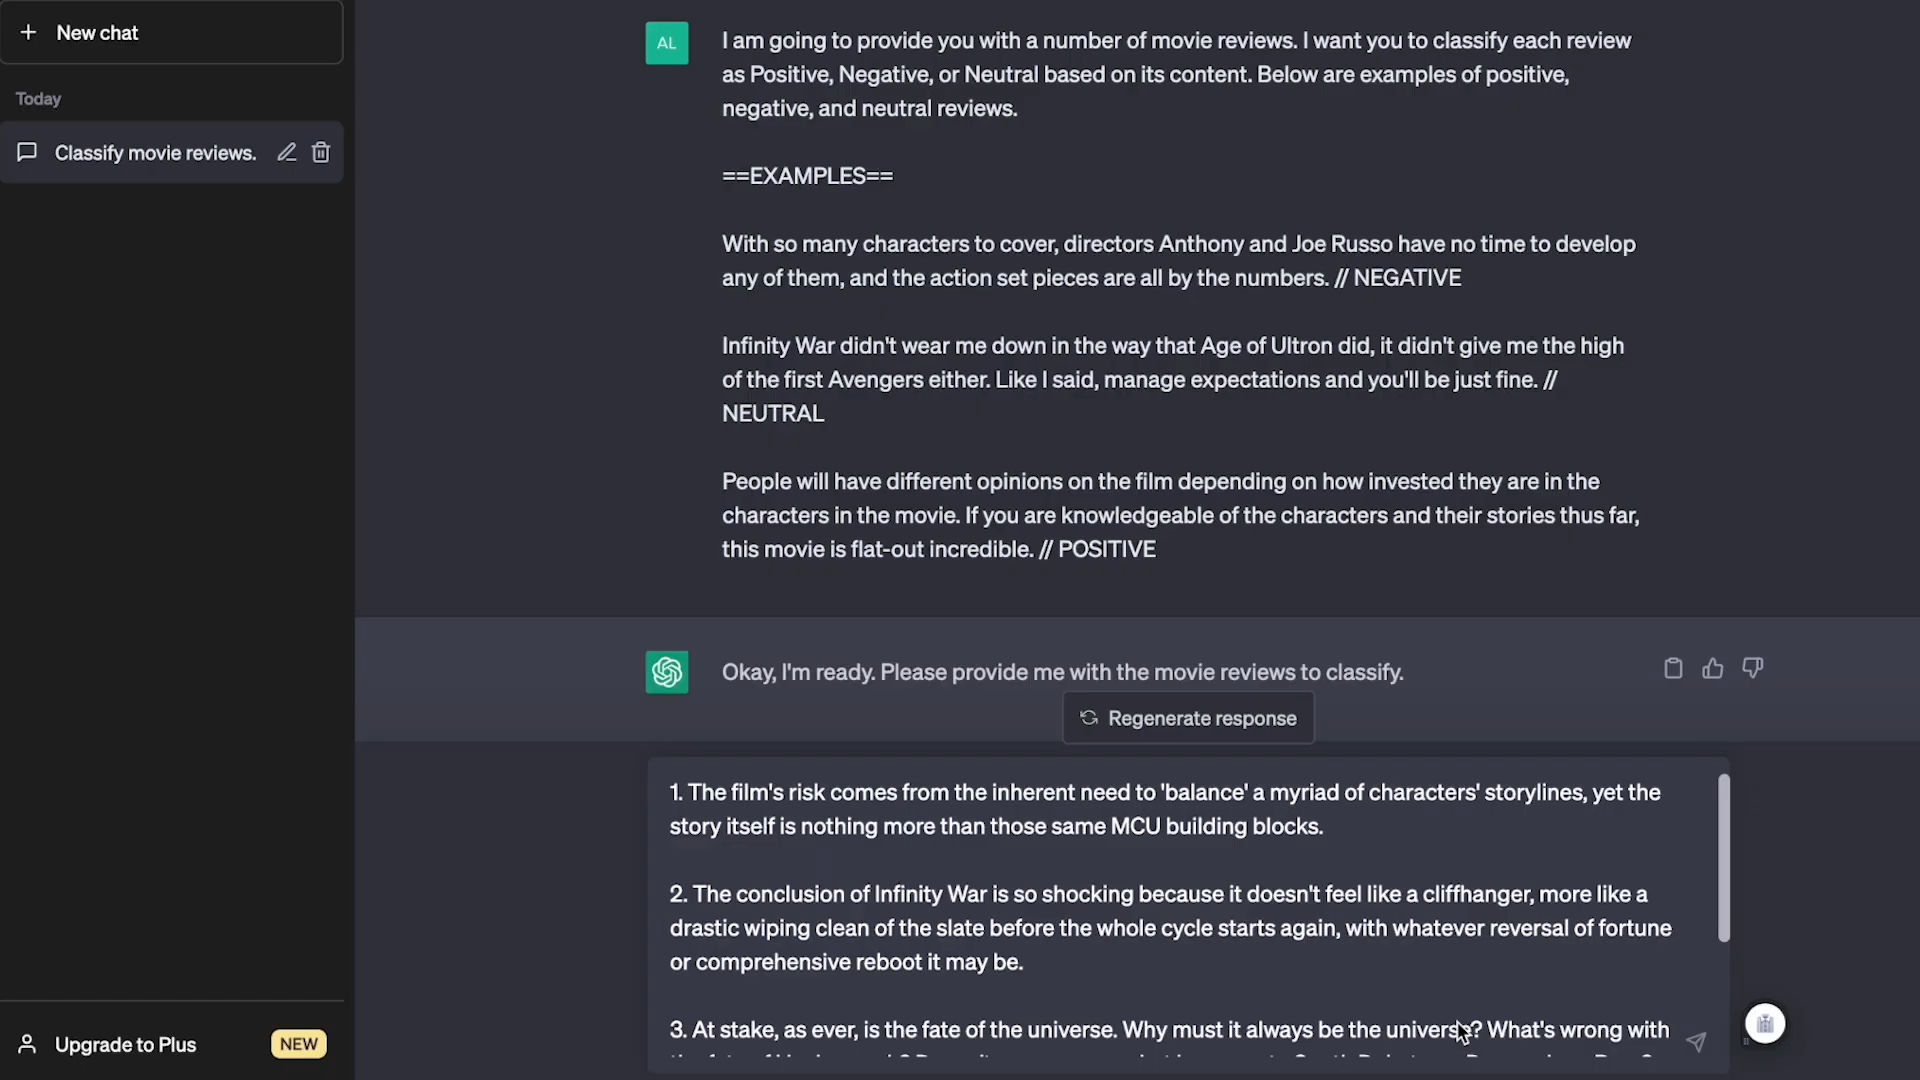 New chat
Today
Classify movie reviews.
AL
I am going to provide you with a number of movie reviews. I want you to classify each review
as Positive, Negative, or Neutral based on its content. Below are examples of positive,
negative, and neutral reviews.
==EXAMPLES==
With so many characters to cover, directors Anthony and Joe Russo have no time to develop
any of them, and the action set pieces are all by the numbers. // NEGATIVE
Infinity War didn't wear me down in the way that Age of Ultron did, it didn't give me the high
of the first Avengers either. Like I said, manage expectations and you'll be just fine. //
NEUTRAL
People will have different opinions on the film depending on how invested they are in the
characters in the movie. If you are knowledgeable of the characters and their stories thus far,
this movie is flat-out incredible. // POSITIVE
Okay, I'm ready. Please provide me with the movie reviews to classify.
Regenerate response
1. The film's risk comes from the inherent need to 'balance' a myriad of characters' storylines, yet the
story itself is nothing more than those same MCU building blocks.
2. The conclusion of Infinity War is so shocking because it doesn't feel like a cliffhanger, more like a
drastic wiping clean of the slate before the whole cycle starts again, with whatever reversal of fortune
or comprehensive reboot it may be.
3. At stake, as ever, is the fate of the universe. Why must it always be the universe? What's wrong with
Upgrade to Plus
NEW